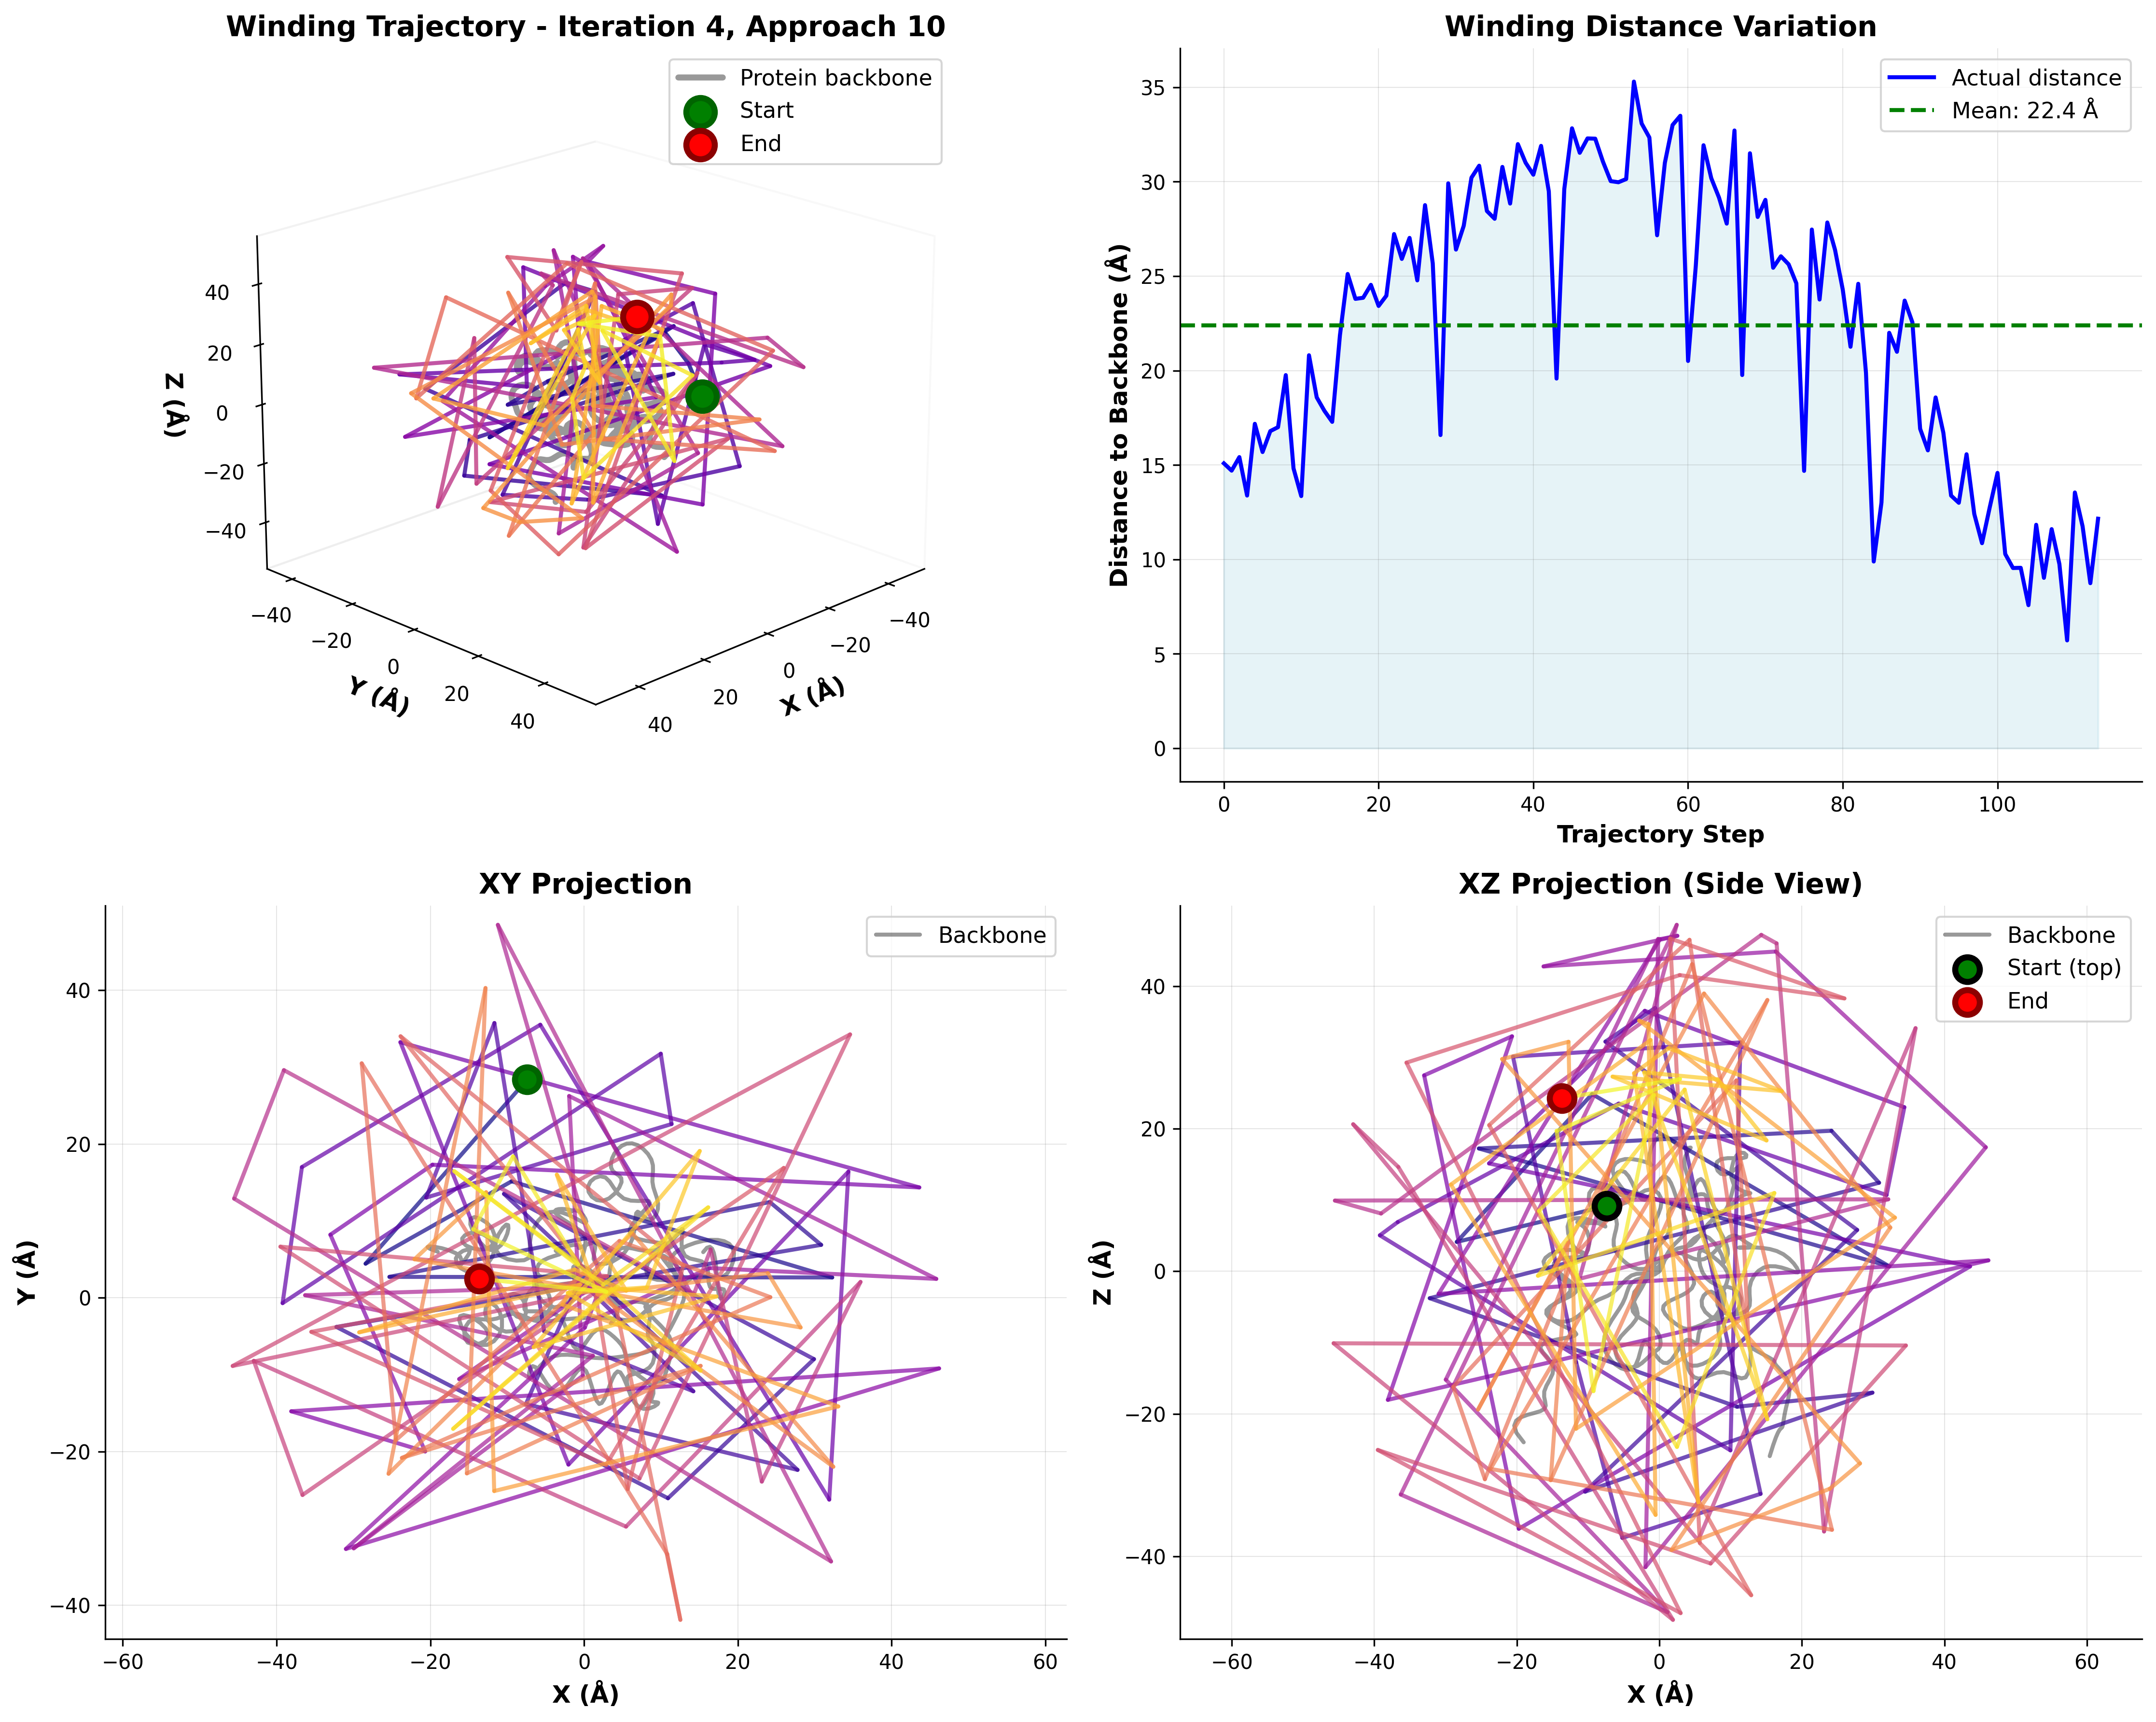 Winding Trajectory - Iteration 4, Approach 10
Protein backbone
Start
End
Z (Å)
40
20
0
−20
−40
−40
−20
0
20
40
Y (Å)
−40
−20
0
20
40
X (Å)
Winding Distance Variation
Actual distance
Mean: 22.4 Å
Distance to Backbone (Å)
35
30
25
20
15
10
5
0
0 20 40 60 80 100
Trajectory Step
XY Projection
Backbone
Y (Å)
40
20
0
−20
−40
−60 −40 −20 0 20 40 60
X (Å)
XZ Projection (Side View)
Backbone
Start (top)
End
Z (Å)
40
20
0
−20
−40
−60 −40 −20 0 20 40 60
X (Å)